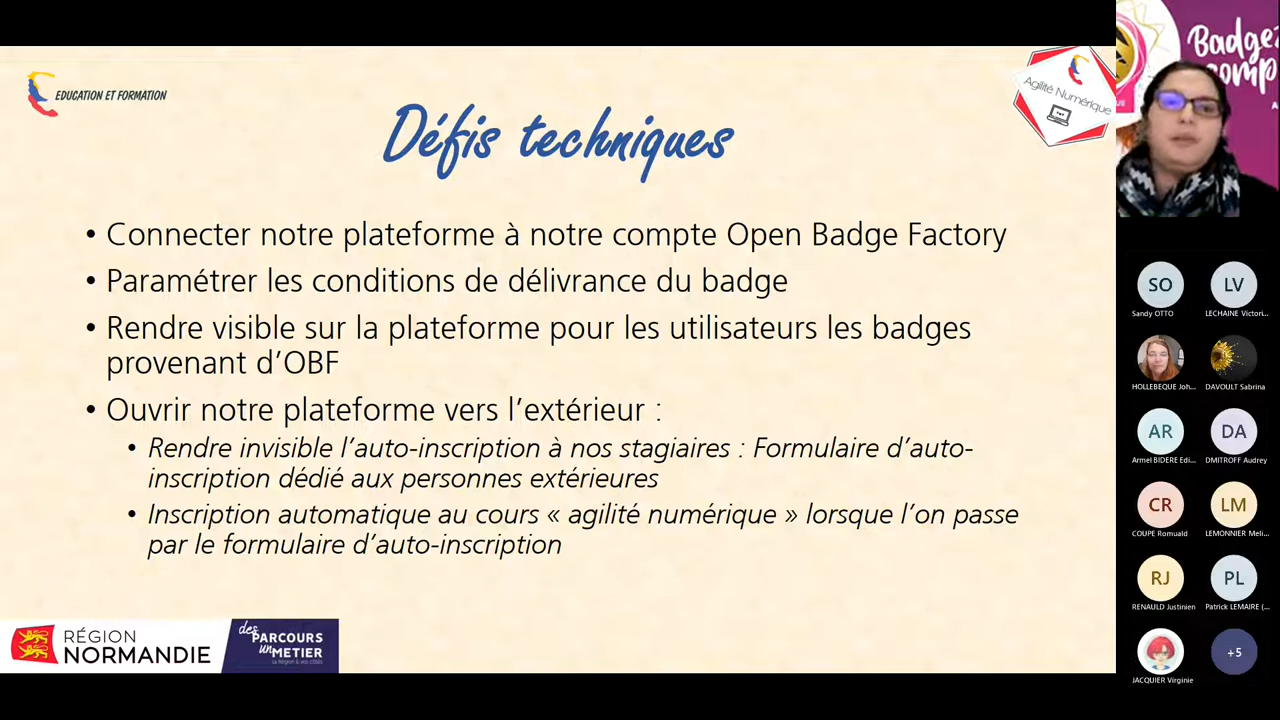 EDUCATION ET FORMATION
Agilité Numérique
Défis techniques
• Connecter notre plateforme à notre compte Open Badge Factory
• Paramétrer les conditions de délivrance du badge
• Rendre visible sur la plateforme pour les utilisateurs les badges
provenant d’OBF
• Ouvrir notre plateforme vers l’extérieur :
• Rendre invisible l’auto-inscription à nos stagiaires : Formulaire d’auto-
inscription dédié aux personnes extérieures
• Inscription automatique au cours « agilité numérique » lorsque l’on passe
par le formulaire d’auto-inscription
RÉGION
NORMANDIE
des
PARCOURS
un METIER
la Région à vos côtés
Badgez
comp
SO
LV
Sandy OTTO
LECHAINE Victori...
HOLLEBEQUE Joh...
DAVOULT Sabrina
AR
DA
Armel BIDERE Edi...
DMITROFF Audrey
CR
LM
COUPE Romuald
LEMONNIER Meli...
RJ
PL
RENAULD Justinien
Patrick LEMAIRE (...
+5
JACQUIER Virginie